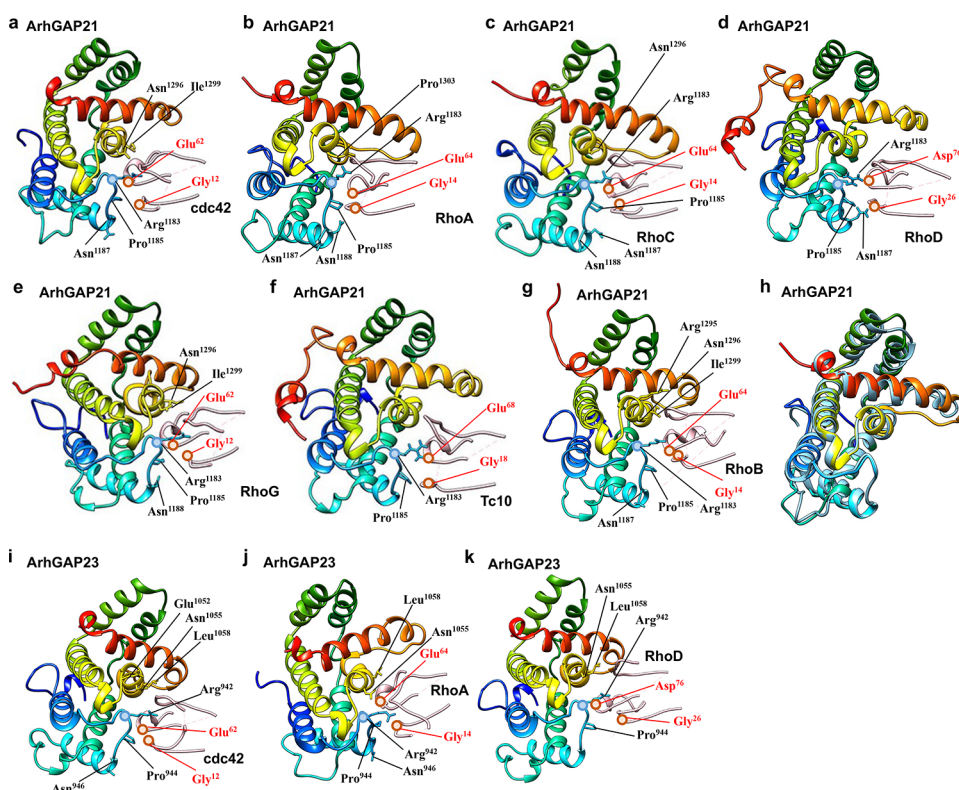 a
ArhGAP21
Asn1296
Ile1299
Glu62
Gly12
cdc42
Arg1183
Pro1185
Asn1187
b
ArhGAP21
Pro1303
Arg1183
Glu64
Gly14
RhoA
Pro1185
Asn1187
Asn1188
c
ArhGAP21
Asn1296
Arg1183
Glu64
Gly14
Pro1185
RhoC
Asn1187
Asn1188
d
ArhGAP21
Arg1183
Asp76
Gly26
RhoD
Pro1185
Asn1187
e
ArhGAP21
Asn1296
Ile1299
Glu62
Gly12
Arg1183
Pro1185
RhoG
Asn1188
f
ArhGAP21
Glu68
Gly18
Arg1183
Tc10
Pro1185
g
ArhGAP21
Arg1295
Asn1296
Ile1299
Glu64
RhoB
Gly14
Pro1185
Arg1183
Asn1187
h
ArhGAP21
i
ArhGAP23
Glu1052
Asn1055
Leu1058
Arg942
Glu62
cdc42
Gly12
Pro944
Asn946
j
ArhGAP23
Leu1058
Asn1055
Glu64
RhoA
Gly14
Arg942
Pro944
Asn946
k
ArhGAP23
Asn1055
Leu1058
Arg942
RhoD
Asp76
Gly26
Pro944